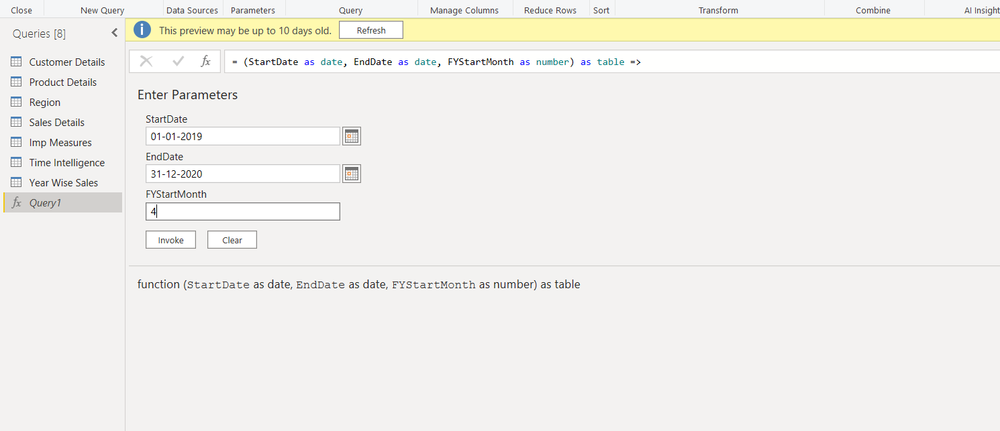 Close New Query Data Sources Parameters Query Manage Columns Reduce Rows Sort Transform Combine AI Insight
Queries [8]
This preview may be up to 10 days old. Refresh
fx = (StartDate as date, EndDate as date, FYStartMonth as number) as table =>
Customer Details
Product Details
Region
Sales Details
Imp Measures
Time Intelligence
Year Wise Sales
fx Query1
Enter Parameters
StartDate
01-01-2019
EndDate
31-12-2020
FYStartMonth
4
Invoke Clear
function (StartDate as date, EndDate as date, FYStartMonth as number) as table